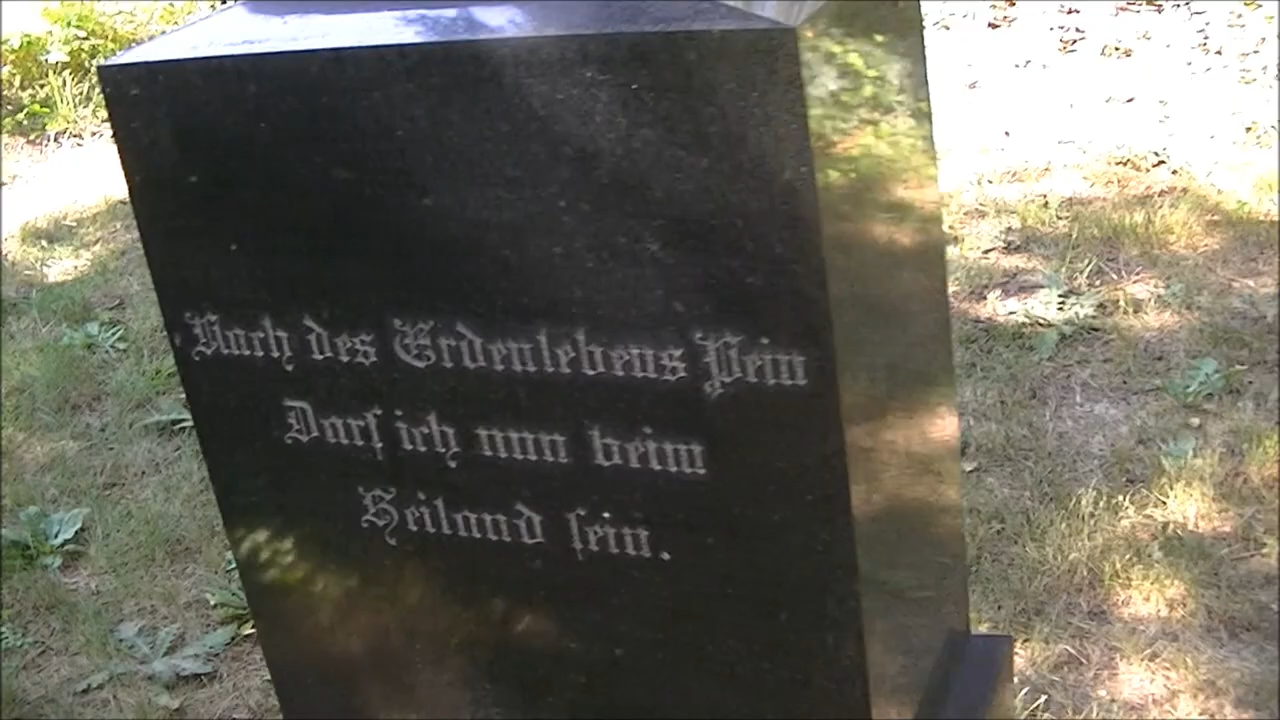 Nach des Erdenlebens Pein
Darf ich nun beim
Heiland sein.